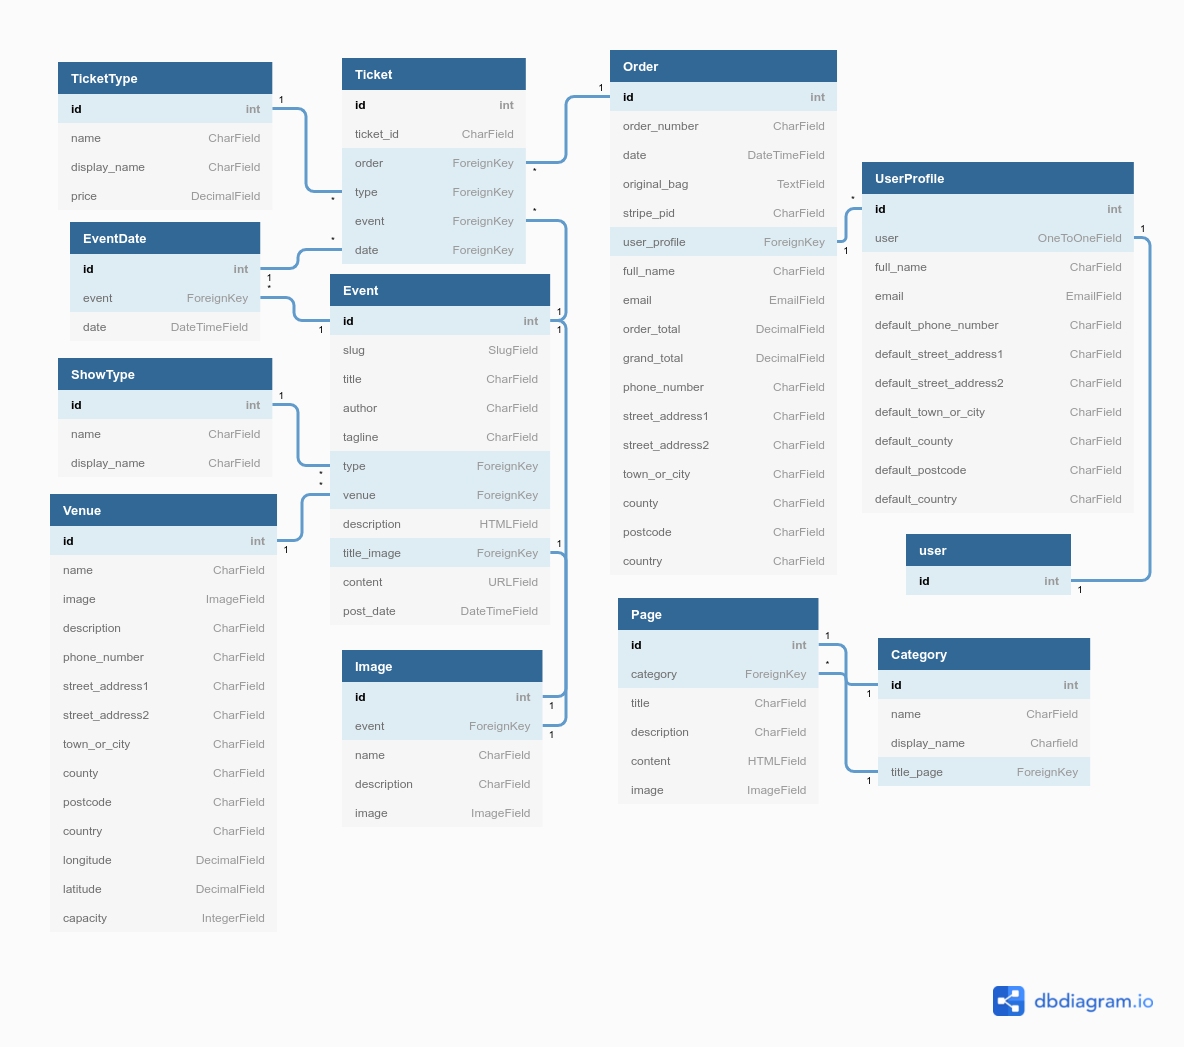 TicketType
id int
name CharField
display_name CharField
price DecimalField
1
*
Ticket
id int
ticket_id CharField
order ForeignKey
type ForeignKey
event ForeignKey
date ForeignKey
1
*
*
*
1
EventDate
id int
event ForeignKey
date DateTimeField
*
1
Event
id int
slug SlugField
title CharField
author CharField
tagline CharField
type ForeignKey
venue ForeignKey
description HTMLField
title_image ForeignKey
content URLField
post_date DateTimeField
1
1
1
ShowType
id int
name CharField
display_name CharField
1
*
*
1
Venue
id int
name CharField
image ImageField
description CharField
phone_number CharField
street_address1 CharField
street_address2 CharField
town_or_city CharField
county CharField
postcode CharField
country CharField
longitude DecimalField
latitude DecimalField
capacity IntegerField
Image
id int
event ForeignKey
name CharField
description CharField
image ImageField
1
1
Order
id int
order_number CharField
date DateTimeField
original_bag TextField
stripe_pid CharField
user_profile ForeignKey
full_name CharField
email EmailField
order_total DecimalField
grand_total DecimalField
phone_number CharField
street_address1 CharField
street_address2 CharField
town_or_city CharField
county CharField
postcode CharField
country CharField
*
1
UserProfile
id int
user OneToOneField
full_name CharField
email EmailField
default_phone_number CharField
default_street_address1 CharField
default_street_address2 CharField
default_town_or_city CharField
default_county CharField
default_postcode CharField
default_country CharField
1
user
id int
1
Page
id int
category ForeignKey
title CharField
description CharField
content HTMLField
image ImageField
1
*
1
1
Category
id int
name CharField
display_name Charfield
title_page ForeignKey
dbdiagram.io